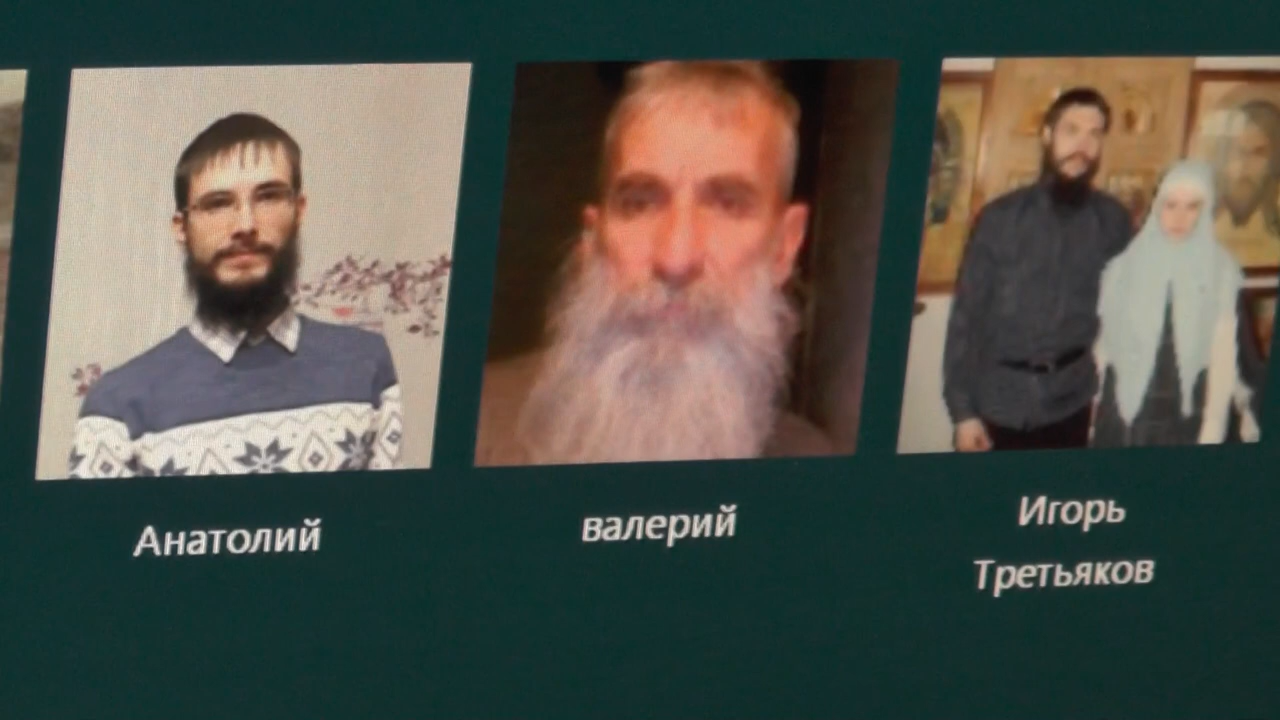 Анатолий
валерий
Игорь
Третьяков